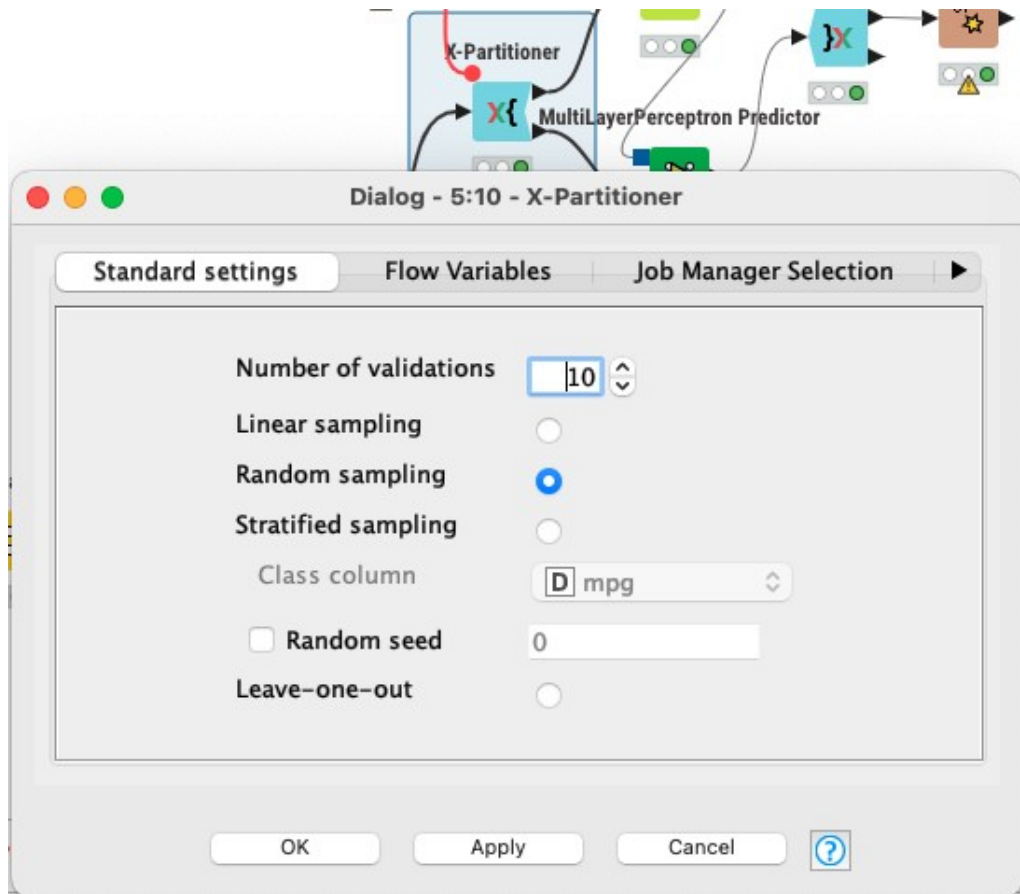 X-Partitioner
X{
}X
MultiLayerPerceptron Predictor
Dialog - 5:10 - X-Partitioner
Standard settings
Flow Variables
Job Manager Selection
Number of validations
10
Linear sampling
Random sampling
Stratified sampling
Class column
D mpg
Random seed
0
Leave-one-out
OK
Apply
Cancel
?